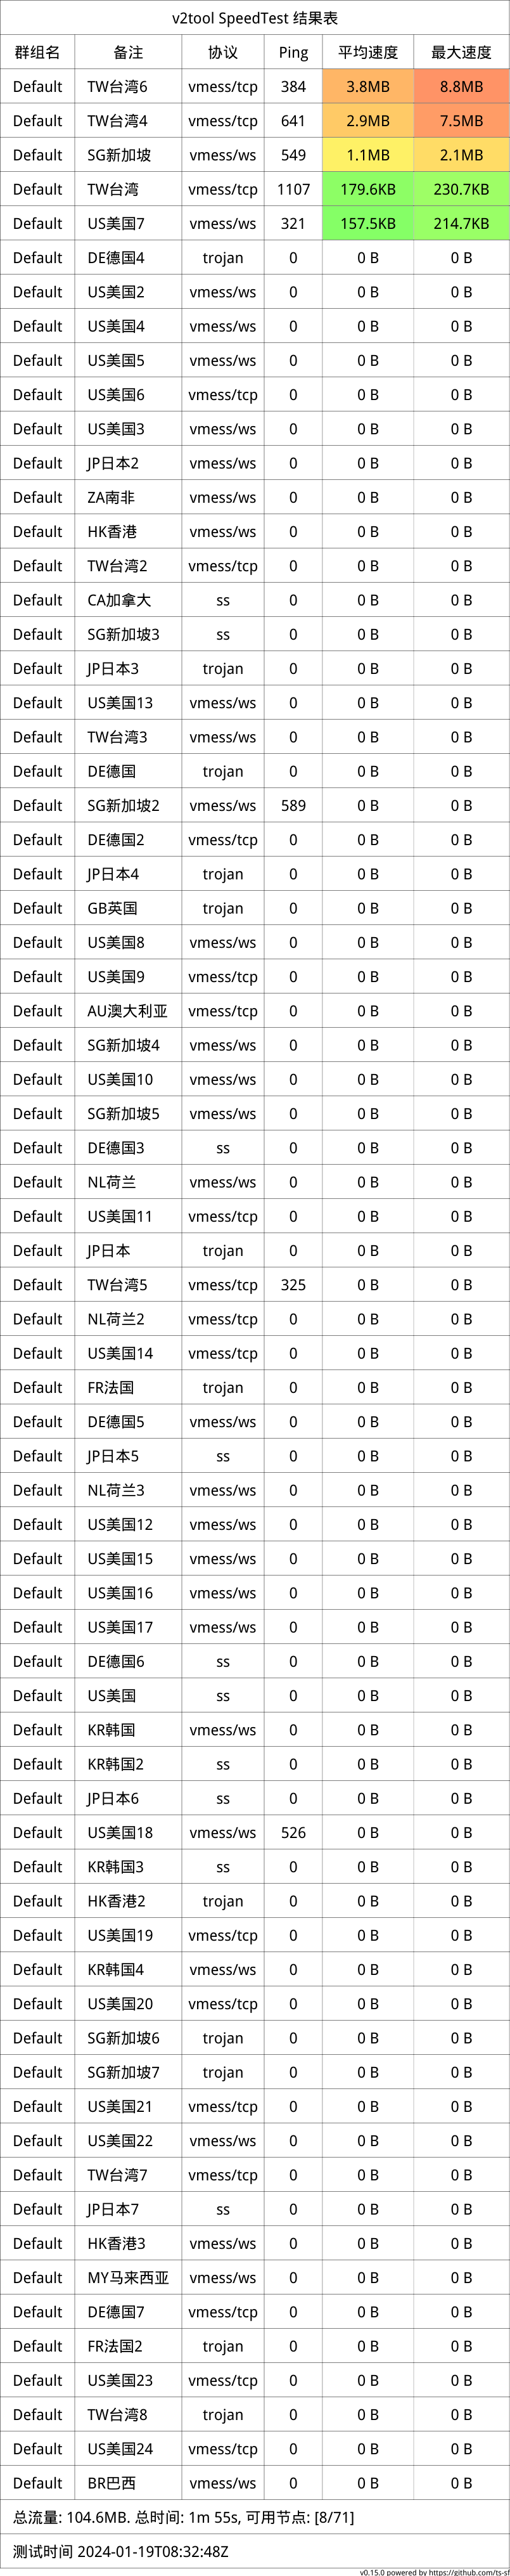 v2tool SpeedTest 结果表
群组名 备注 协议 Ping 平均速度 最大速度
Default TW台湾6 vmess/tcp 384 3.8MB 8.8MB
Default TW台湾4 vmess/tcp 641 2.9MB 7.5MB
Default SG新加坡 vmess/ws 549 1.1MB 2.1MB
Default TW台湾 vmess/tcp 1107 179.6KB 230.7KB
Default US美国7 vmess/ws 321 157.5KB 214.7KB
Default DE德国4 trojan 0 0 B 0 B
Default US美国2 vmess/ws 0 0 B 0 B
Default US美国4 vmess/ws 0 0 B 0 B
Default US美国5 vmess/ws 0 0 B 0 B
Default US美国6 vmess/tcp 0 0 B 0 B
Default US美国3 vmess/ws 0 0 B 0 B
Default JP日本2 vmess/ws 0 0 B 0 B
Default ZA南非 vmess/ws 0 0 B 0 B
Default HK香港 vmess/ws 0 0 B 0 B
Default TW台湾2 vmess/tcp 0 0 B 0 B
Default CA加拿大 ss 0 0 B 0 B
Default SG新加坡3 ss 0 0 B 0 B
Default JP日本3 trojan 0 0 B 0 B
Default US美国13 vmess/ws 0 0 B 0 B
Default TW台湾3 vmess/ws 0 0 B 0 B
Default DE德国 trojan 0 0 B 0 B
Default SG新加坡2 vmess/ws 589 0 B 0 B
Default DE德国2 vmess/tcp 0 0 B 0 B
Default JP日本4 trojan 0 0 B 0 B
Default GB英国 trojan 0 0 B 0 B
Default US美国8 vmess/ws 0 0 B 0 B
Default US美国9 vmess/tcp 0 0 B 0 B
Default AU澳大利亚 vmess/tcp 0 0 B 0 B
Default SG新加坡4 vmess/ws 0 0 B 0 B
Default US美国10 vmess/ws 0 0 B 0 B
Default SG新加坡5 vmess/ws 0 0 B 0 B
Default DE德国3 ss 0 0 B 0 B
Default NL荷兰 vmess/ws 0 0 B 0 B
Default US美国11 vmess/tcp 0 0 B 0 B
Default JP日本 trojan 0 0 B 0 B
Default TW台湾5 vmess/tcp 325 0 B 0 B
Default NL荷兰2 vmess/tcp 0 0 B 0 B
Default US美国14 vmess/tcp 0 0 B 0 B
Default FR法国 trojan 0 0 B 0 B
Default DE德国5 vmess/ws 0 0 B 0 B
Default JP日本5 ss 0 0 B 0 B
Default NL荷兰3 vmess/ws 0 0 B 0 B
Default US美国12 vmess/ws 0 0 B 0 B
Default US美国15 vmess/ws 0 0 B 0 B
Default US美国16 vmess/ws 0 0 B 0 B
Default US美国17 vmess/ws 0 0 B 0 B
Default DE德国6 ss 0 0 B 0 B
Default US美国 ss 0 0 B 0 B
Default KR韩国 vmess/ws 0 0 B 0 B
Default KR韩国2 ss 0 0 B 0 B
Default JP日本6 ss 0 0 B 0 B
Default US美国18 vmess/ws 526 0 B 0 B
Default KR韩国3 ss 0 0 B 0 B
Default HK香港2 trojan 0 0 B 0 B
Default US美国19 vmess/tcp 0 0 B 0 B
Default KR韩国4 vmess/ws 0 0 B 0 B
Default US美国20 vmess/tcp 0 0 B 0 B
Default SG新加坡6 trojan 0 0 B 0 B
Default SG新加坡7 trojan 0 0 B 0 B
Default US美国21 vmess/tcp 0 0 B 0 B
Default US美国22 vmess/ws 0 0 B 0 B
Default TW台湾7 vmess/tcp 0 0 B 0 B
Default JP日本7 ss 0 0 B 0 B
Default HK香港3 vmess/ws 0 0 B 0 B
Default MY马来西亚 vmess/ws 0 0 B 0 B
Default DE德国7 vmess/tcp 0 0 B 0 B
Default FR法国2 trojan 0 0 B 0 B
Default US美国23 vmess/tcp 0 0 B 0 B
Default TW台湾8 trojan 0 0 B 0 B
Default US美国24 vmess/tcp 0 0 B 0 B
Default BR巴西 vmess/ws 0 0 B 0 B
总流量: 104.6MB. 总时间: 1m 55s, 可用节点: [8/71]
测试时间 2024-01-19T08:32:48Z
v0.15.0 powered by https://github.com/ts-sf